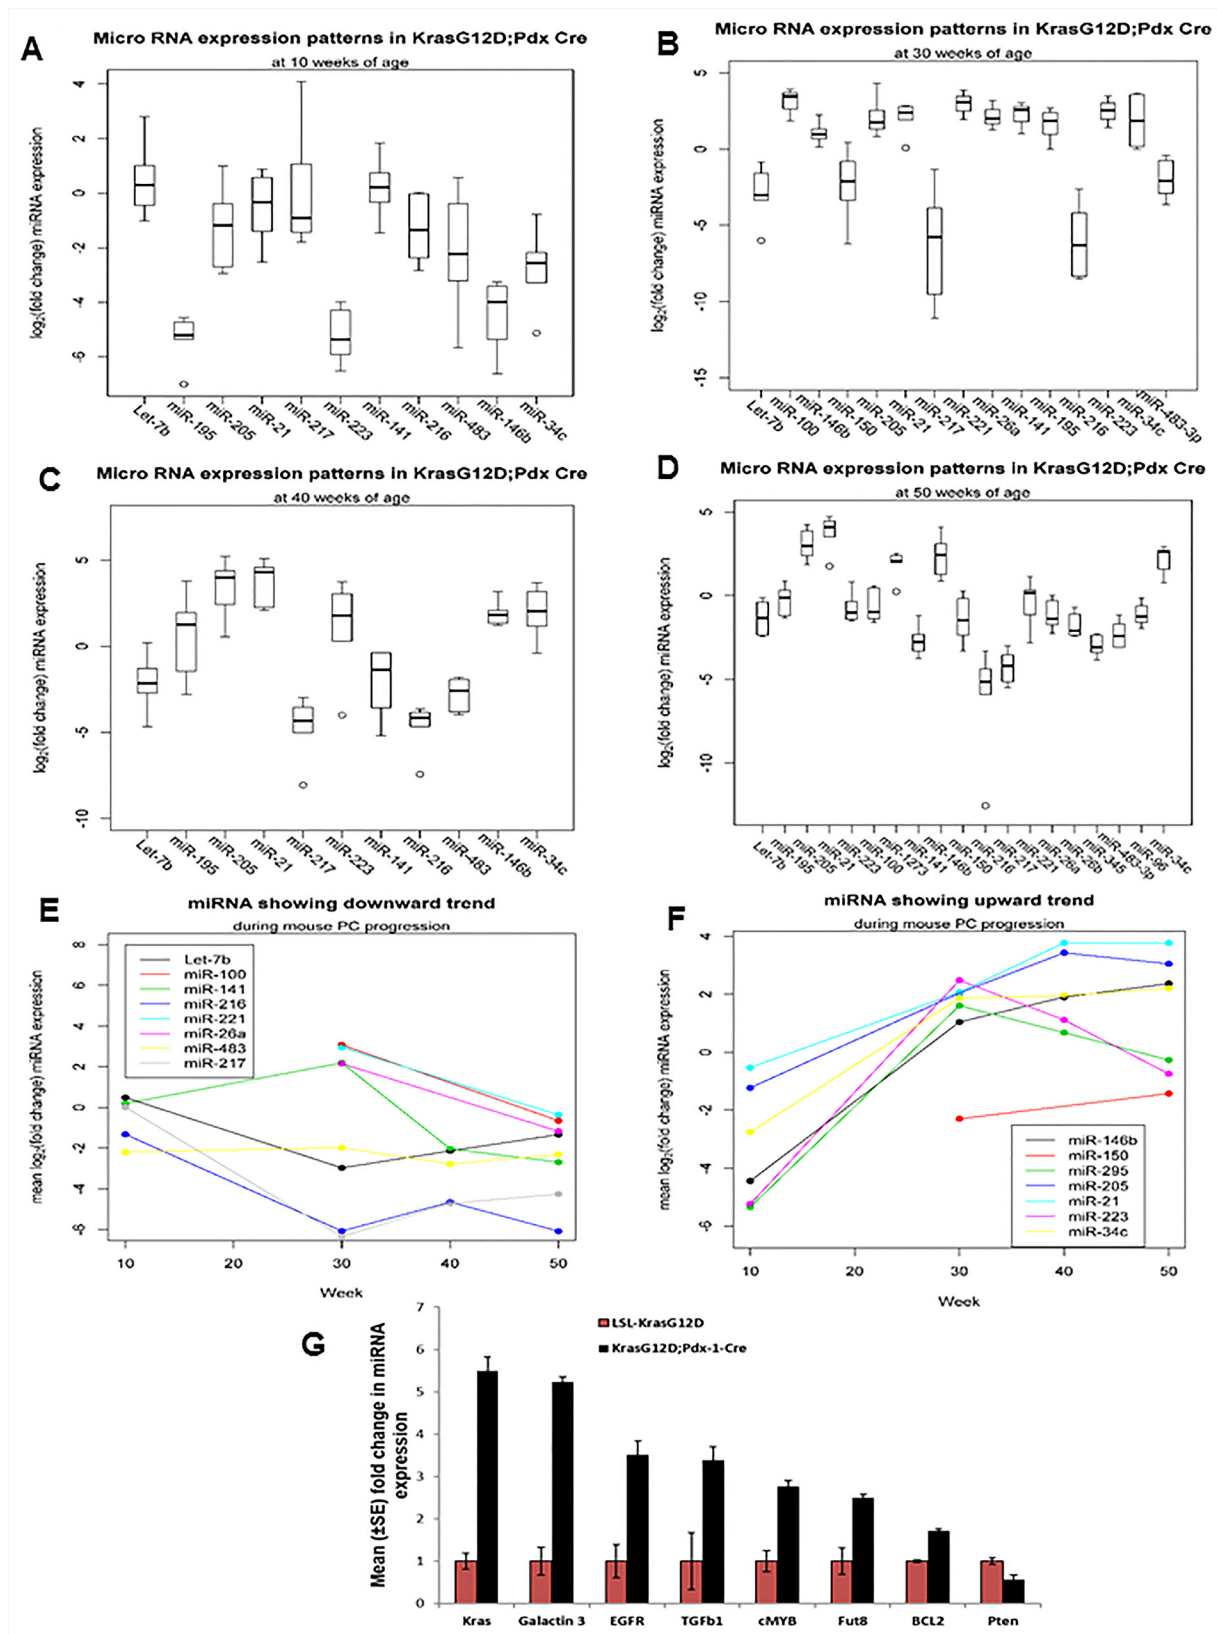 A
Micro RNA expression patterns in KrasG12D;Pdx Cre
at 10 weeks of age
log2(fold change) miRNA expression
4
2
0
-2
-4
-6
Let-7b
miR-195
miR-205
miR-21
miR-217
miR-223
miR-141
miR-216
miR-483
miR-146b
miR-34c
B
Micro RNA expression patterns in KrasG12D;Pdx Cre
at 30 weeks of age
log2(fold change) miRNA expression
5
0
-5
-10
-15
Let-7b
miR-100
miR-146b
miR-150
miR-205
miR-21
miR-217
miR-221
miR-26a
miR-141
miR-195
miR-216
miR-223
miR-34c
miR-483-3p
C
Micro RNA expression patterns in KrasG12D;Pdx Cre
at 40 weeks of age
log2(fold change) miRNA expression
5
0
-5
-10
Let-7b
miR-195
miR-205
miR-21
miR-217
miR-223
miR-141
miR-216
miR-483
miR-146b
miR-34c
D
Micro RNA expression patterns in KrasG12D;Pdx Cre
at 50 weeks of age
log2(fold change) miRNA expression
5
0
-5
-10
Let-7b
miR-195
miR-205
miR-21
miR-223
miR-100
miR-1273
miR-141
miR-146b
miR-150
miR-216
miR-217
miR-221
miR-26a
miR-26b
miR-345
miR-483-3p
miR-96
miR-34c
E
miRNA showing downward trend
during mouse PC progression
mean log2(fold change) miRNA expression
8
6
4
2
0
-2
-4
-6
Let-7b
miR-100
miR-141
miR-216
miR-221
miR-26a
miR-483
miR-217
10
20
30
40
50
Week
F
miRNA showing upward trend
during mouse PC progression
mean log2(fold change) miRNA expression
4
2
0
-2
-4
-6
miR-146b
miR-150
miR-295
miR-205
miR-21
miR-223
miR-34c
10
20
30
40
50
Week
G
Mean (±SE) fold change in miRNA
expression
7
6
5
4
3
2
1
0
LSL-KrasG12D
KrasG12D;Pdx-1-Cre
Kras
Galactin 3
EGFR
TGFb1
cMYB
Fut8
BCL2
Pten